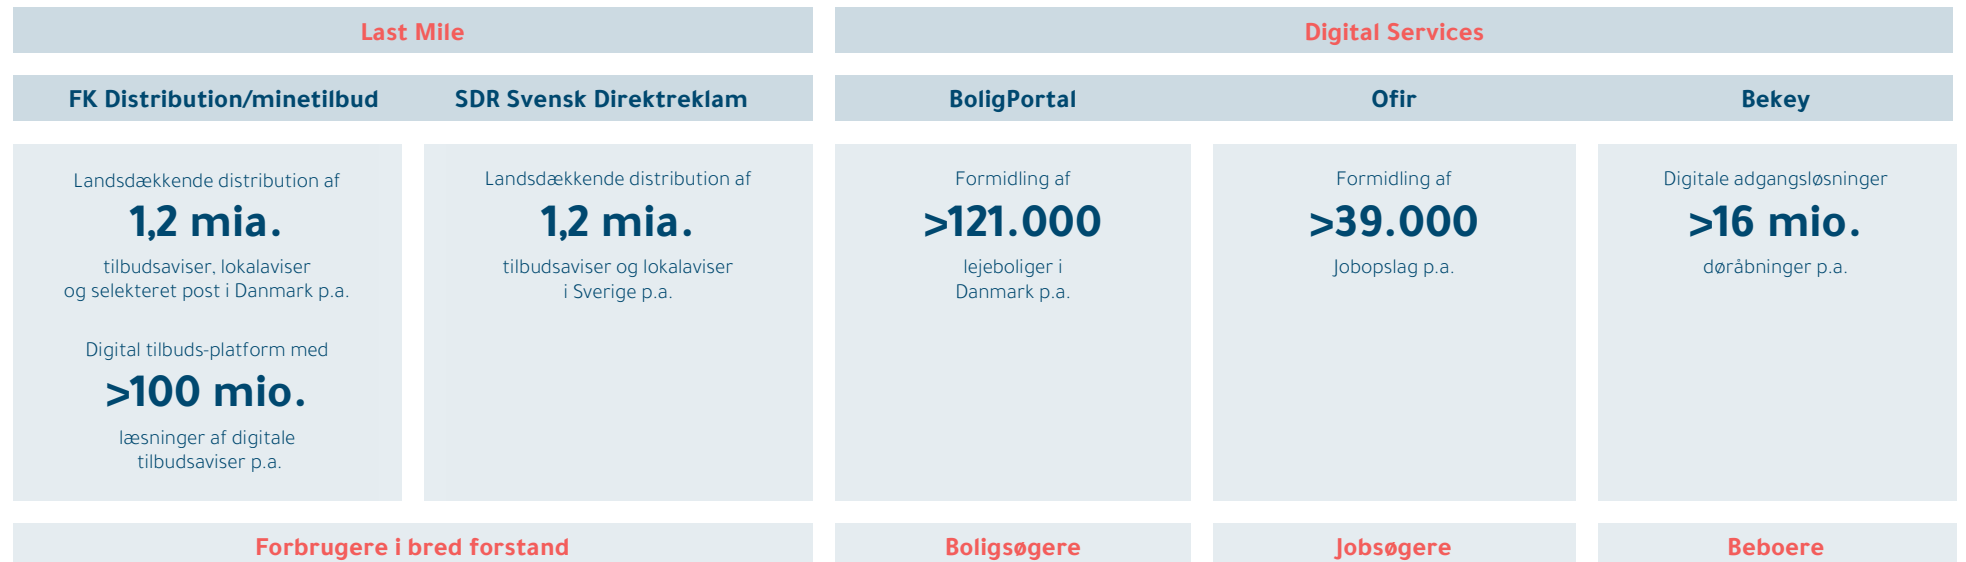 Last Mile
Digital Services
FK Distribution/minetilbud
SDR Svensk Direktreklam
BoligPortal
Ofir
Bekey
Landsdækkende distribution af
1,2 mia.
tilbudsaviser, lokalaviser
og selekteret post i Danmark p.a.
Digital tilbuds-platform med
>100 mio.
læsninger af digitale
tilbudsaviser p.a.
Landsdækkende distribution af
1,2 mia.
tilbudsaviser og lokalaviser
i Sverige p.a.
Formidling af
>121.000
lejeboliger i
Danmark p.a.
Formidling af
>39.000
Jobopslag p.a.
Digitale adgangsløsninger
>16 mio.
døråbninger p.a.
Forbrugere i bred forstand
Boligsøgere
Jobsøgere
Beboere